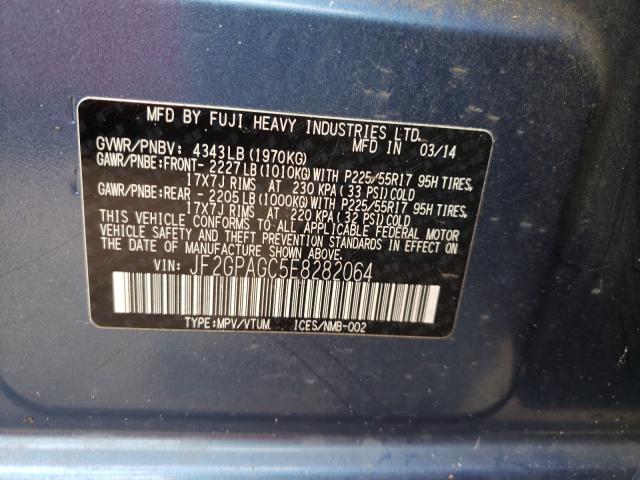 MFD BY FUJI HEAVY INDUSTRIES LTD.
GVWR/PNBV: 4343LB (1970KG) MFD IN 03/14
GAWR/PNBE:FRONT- 2227LB (1010KG) WITH P225/55R17 95H TIRES,
17X7J RIMS AT 230 KPA (33 PSI) COLD
GAWR/PNBE:REAR - 2205LB (1000KG) WITH P225/55R17 95H TIRES,
17X7J RIMS AT 220 KPA (32 PSI) COLD
THIS VEHICLE CONFORMS TO ALL APPLICABLE FEDERAL MOTOR
VEHICLE SAFETY AND THEFT PREVENTION STANDARDS IN EFFECT ON
THE DATE OF MANUFACTURE SHOWN ABOVE.
VIN: JF2GPAGC5E8282064
TYPE:MPV/VTUM ICES/NMB-002